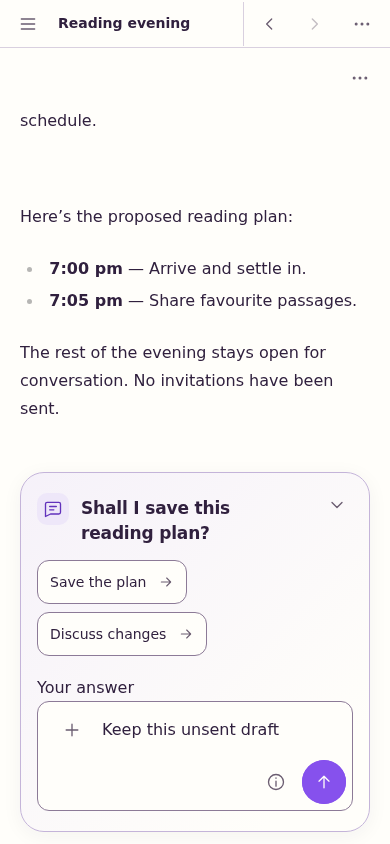 Reading evening
schedule.
Here’s the proposed reading plan:
7:00 pm — Arrive and settle in.
7:05 pm — Share favourite passages.
The rest of the evening stays open for
conversation. No invitations have been
sent.
Shall I save this
reading plan?
Save the plan
Discuss changes
Your answer
Keep this unsent draft